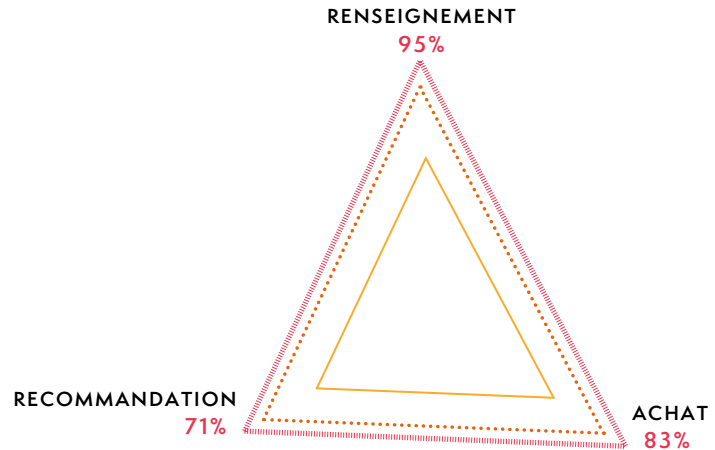 RENSEIGNEMENT
95%
RECOMMANDATION
71%
ACHAT
83%